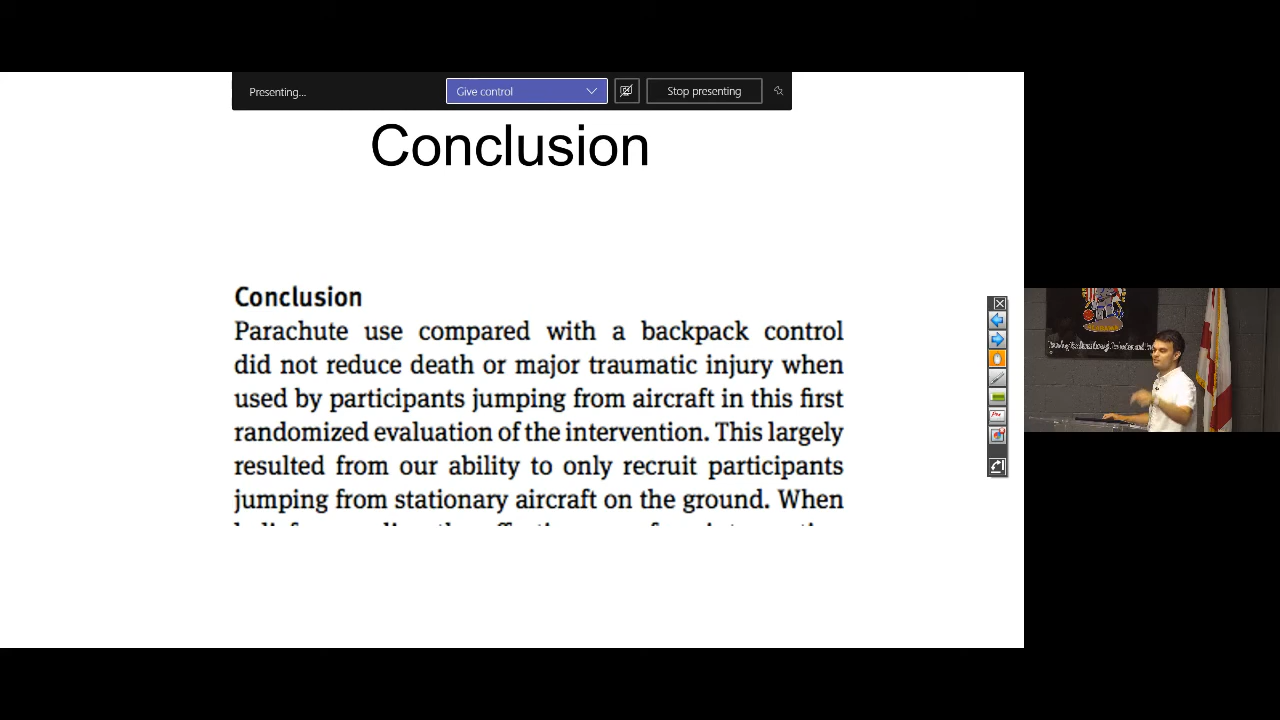 Presenting...
Give control
Stop presenting
Conclusion
Conclusion
Parachute use compared with a backpack control
did not reduce death or major traumatic injury when
used by participants jumping from aircraft in this first
randomized evaluation of the intervention. This largely
resulted from our ability to only recruit participants
jumping from stationary aircraft on the ground. When